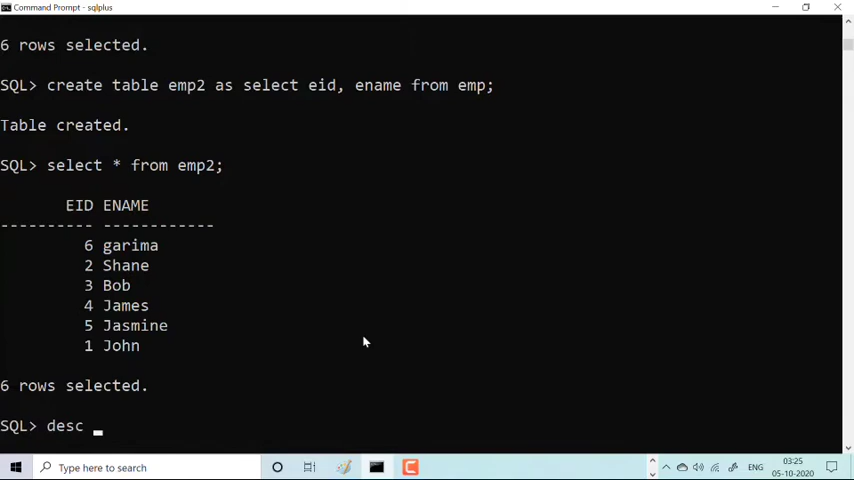 Command Prompt - sqlplus
6 rows selected.
SQL> create table emp2 as select eid, ename from emp;
Table created.
SQL> select * from emp2;
EID ENAME
---------- ------------
6 garima
2 Shane
3 Bob
4 James
5 Jasmine
1 John
6 rows selected.
SQL> desc _
Type here to search
ENG
03:25
05-10-2020